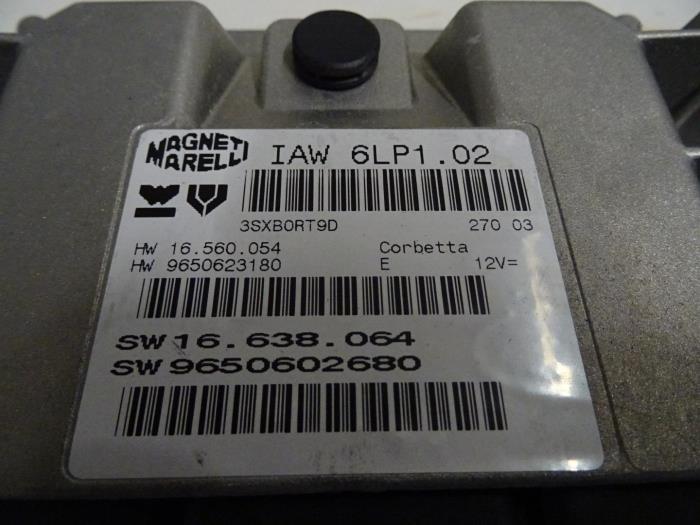 MAGNETI MARELLI
IAW 6LP1.02
3SXBORT9D 270 03
HW 16.560.054 Corbetta
HW 9650623180 E 12V=
SW 16.638.064
SW 9650602680